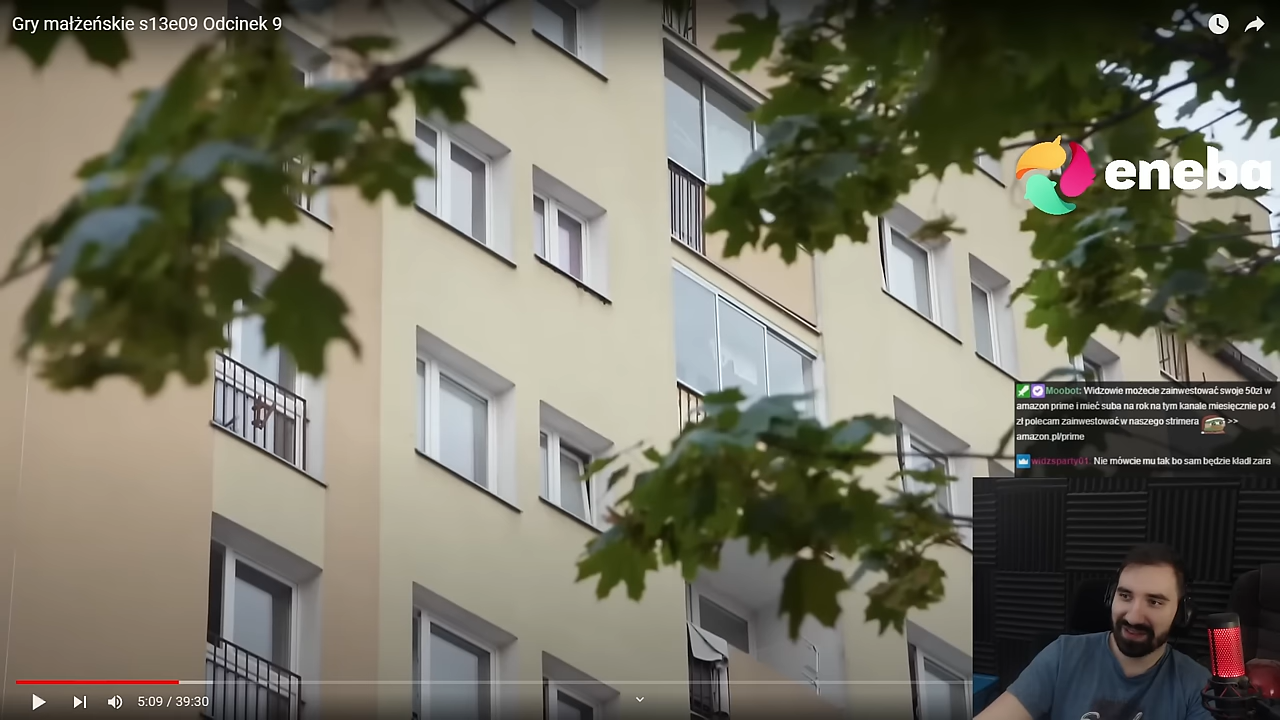 Gry małżeńskie s13e09 Odcinek 9
eneba
Moobot: Widzowie możecie zainwestować swoje 50zł w
amazon prime i mieć suba na rok na tym kanale miesięcznie po 4
zł polecam zainwestować w naszego strimera >>
amazon.pl/prime
widzsparty01: Nie mówcie mu tak bo sam będzie kładł zara
5:09 / 39:30